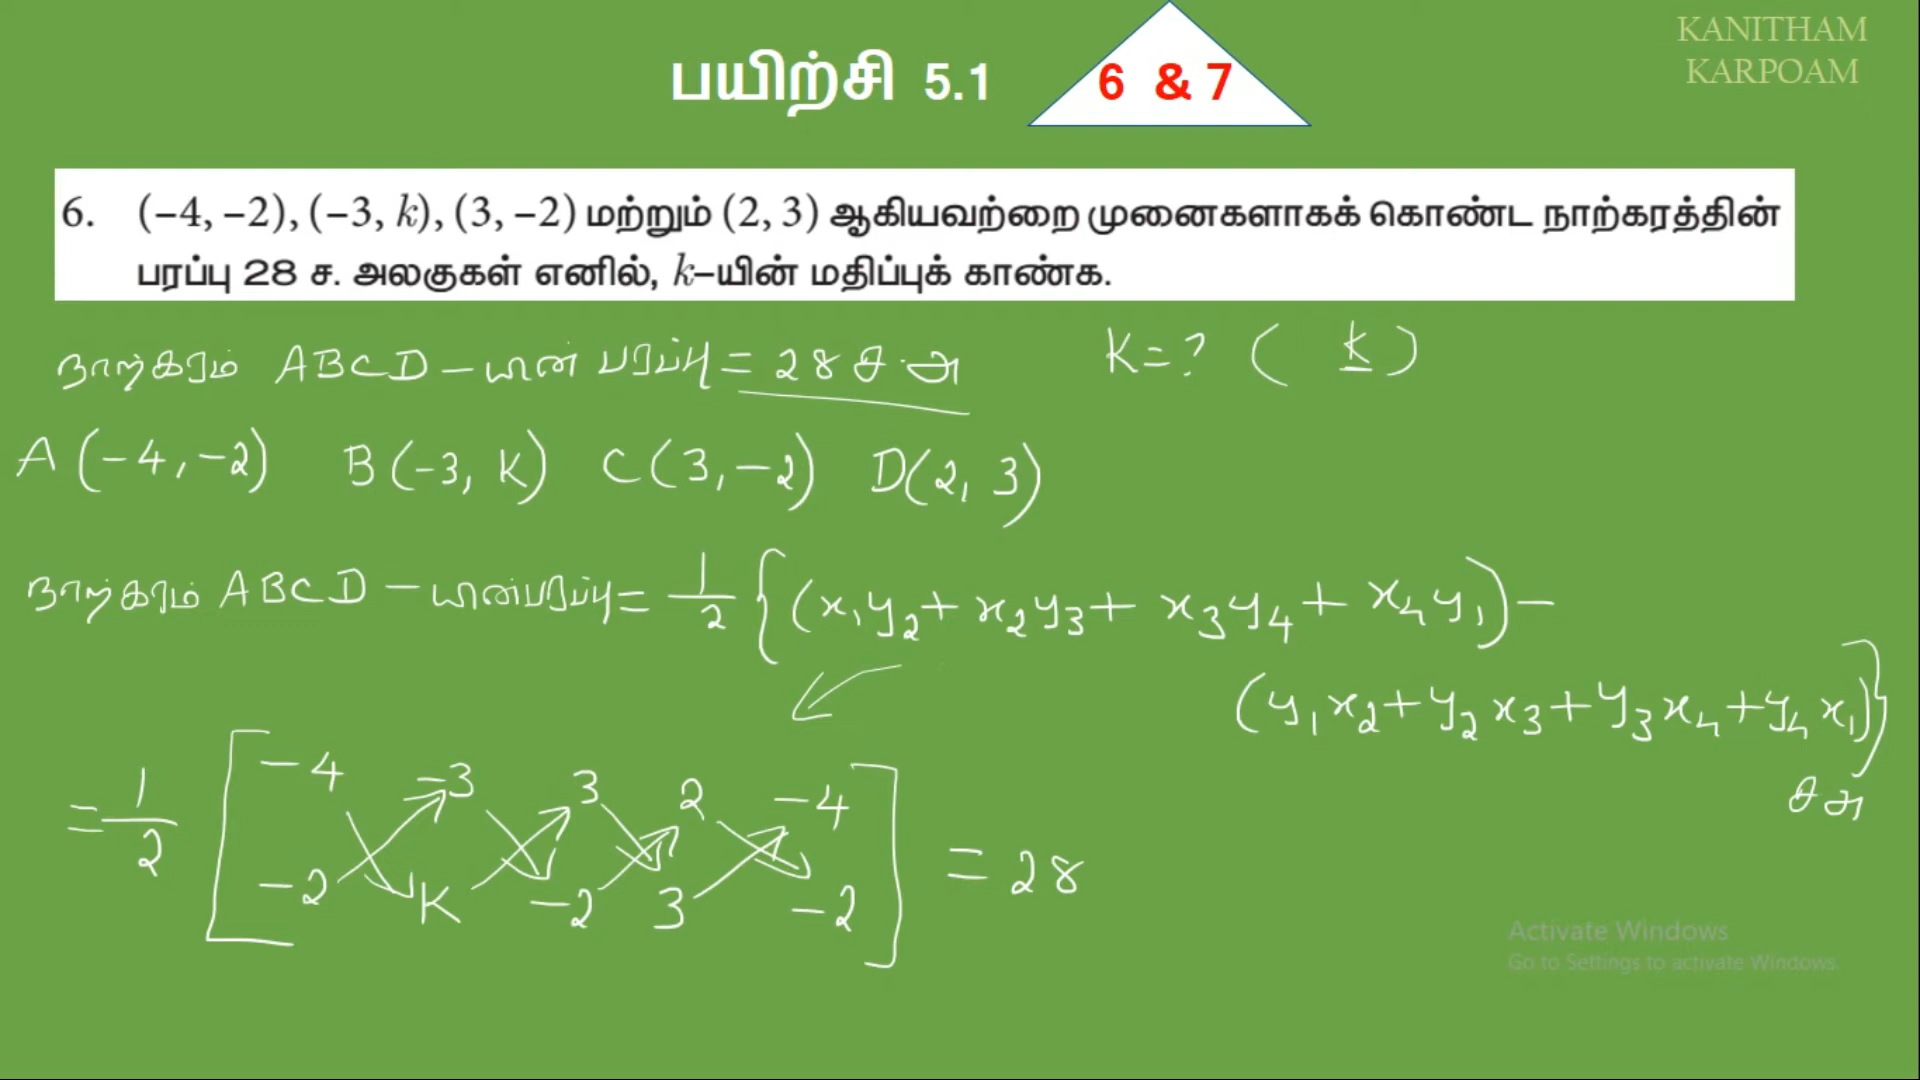 KANITHAM
KARPOAM
பயிற்சி 5.1
6 & 7
6. (–4, –2), (–3, k), (3, –2) மற்றும் (2, 3) ஆகியவற்றை முனைகளாகக் கொண்ட நாற்கரத்தின்
பரப்பு 28 ச. அலகுகள் எனில், k–யின் மதிப்புக் காண்க.
நாற்கரம் ABCD – யின் பரப்பு = 28 ச.அ K = ? ( k )
A (-4, -2) B (-3, K) C (3, -2) D (2, 3)
நாற்கரம் ABCD – யின் பரப்பு = 1/2 { (x₁y₂ + x₂y₃ + x₃y₄ + x₄y₁) –
(y₁x₂ + y₂x₃ + y₃x₄ + y₄x₁) }
ச அ
= 1/2 [ -4 -3 3 2 -4
-2 K -2 3 -2 ] = 28
Activate Windows
Go to Settings to activate Windows.